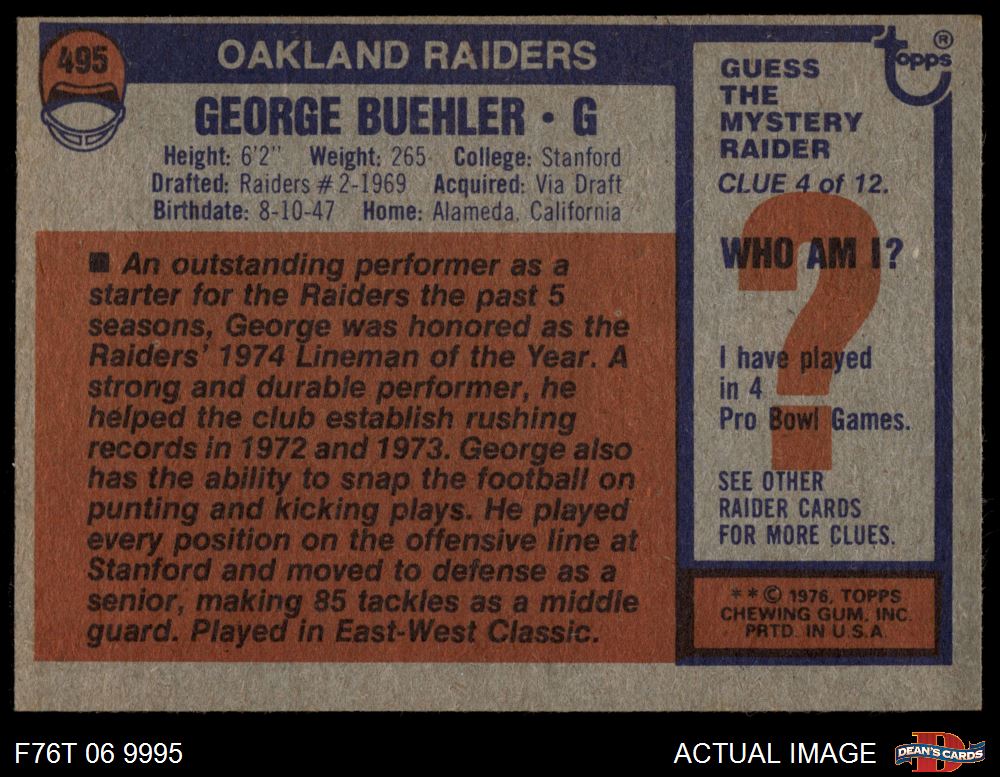 495
OAKLAND RAIDERS
GEORGE BUEHLER • G
Height: 6'2" Weight: 265 College: Stanford
Drafted: Raiders #2-1969 Acquired: Via Draft
Birthdate: 8-10-47 Home: Alameda, California
■ An outstanding performer as a
starter for the Raiders the past 5
seasons, George was honored as the
Raiders' 1974 Lineman of the Year. A
strong and durable performer, he
helped the club establish rushing
records in 1972 and 1973. George also
has the ability to snap the football on
punting and kicking plays. He played
every position on the offensive line at
Stanford and moved to defense as a
senior, making 85 tackles as a middle
guard. Played in East-West Classic.
Topps ®
GUESS
THE
MYSTERY
RAIDER
CLUE 4 of 12.
WHO AM I?
?
I have played
in 4
Pro Bowl Games.
SEE OTHER
RAIDER CARDS
FOR MORE CLUES.
* * © 1976, TOPPS
CHEWING GUM, INC.
PRTD. IN U.S.A.
F76T 06 9995
ACTUAL IMAGE
D
DEAN'S CARDS